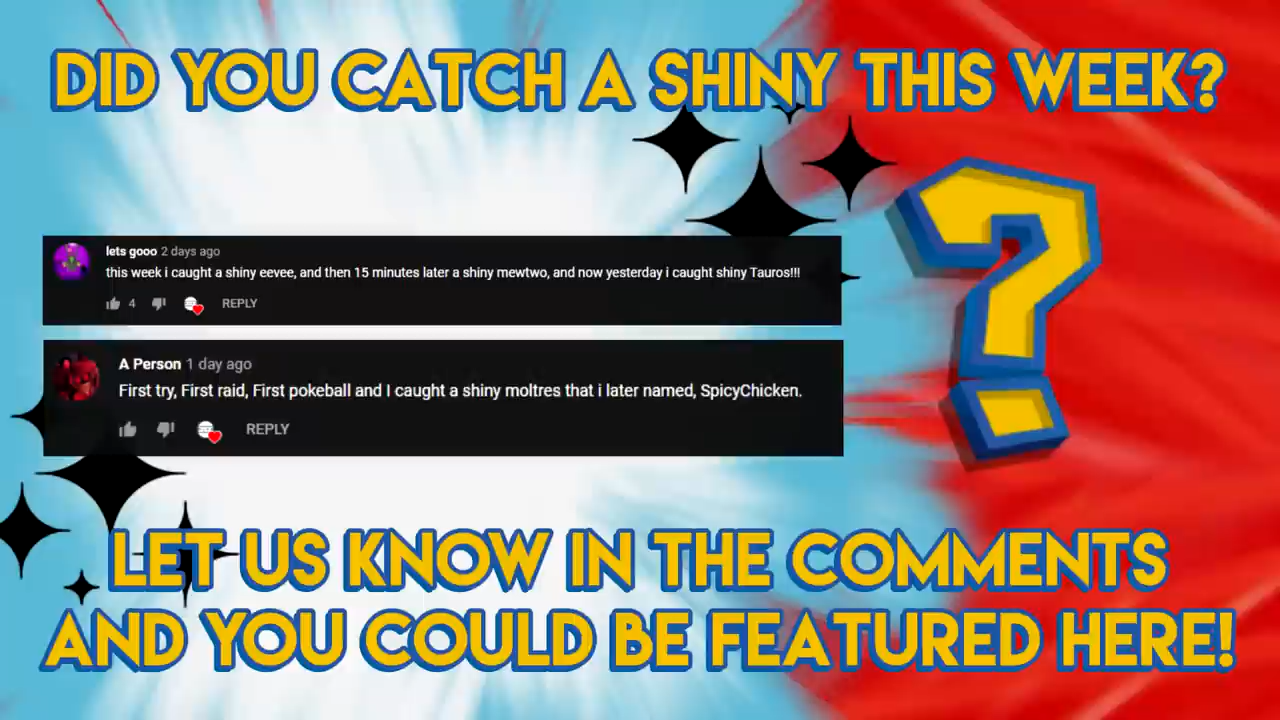 DID YOU CATCH A SHINY THIS WEEK?
lets gooo 2 days ago
this week i caught a shiny eevee, and then 15 minutes later a shiny mewtwo, and now yesterday i caught shiny Tauros!!!
4 REPLY
A Person 1 day ago
First try, First raid, First pokeball and I caught a shiny moltres that i later named, SpicyChicken.
REPLY
?
LET US KNOW IN THE COMMENTS
AND YOU COULD BE FEATURED HERE!